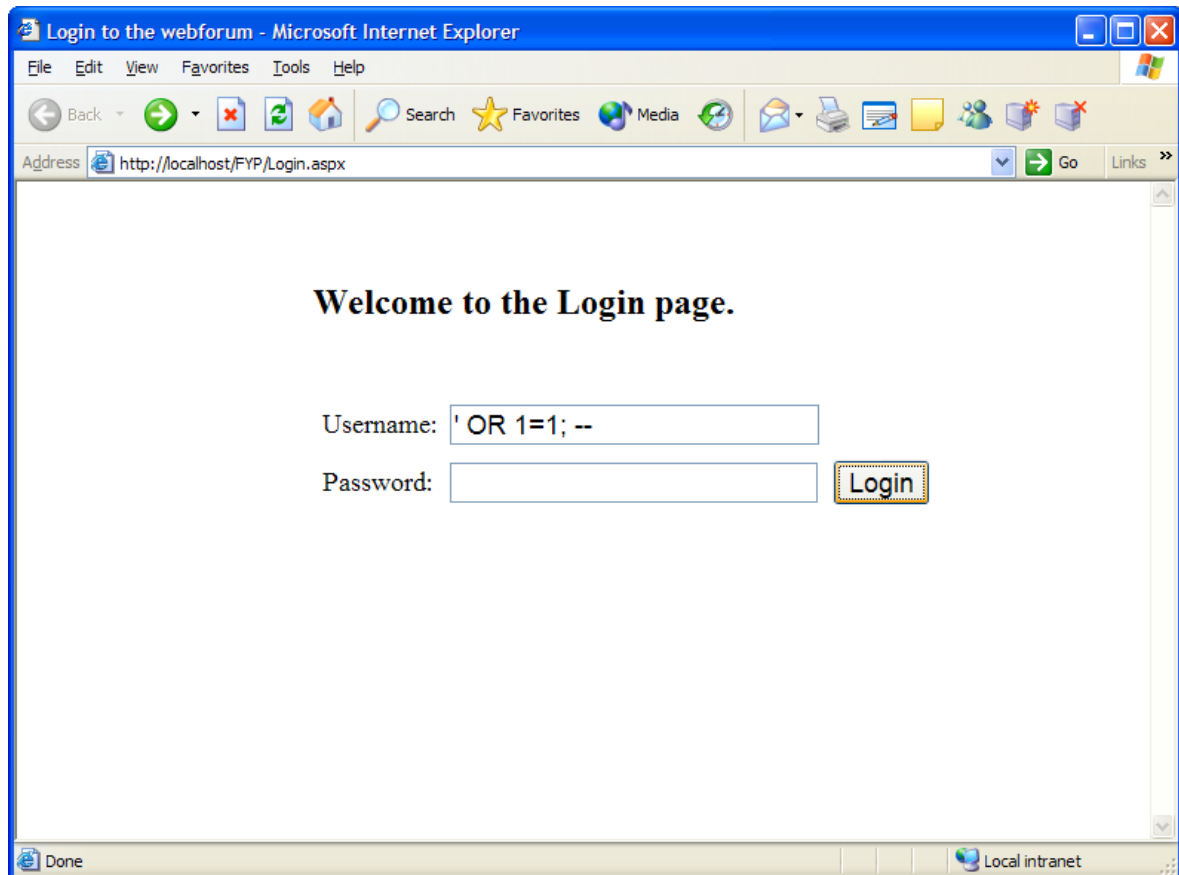 Login to the webforum - Microsoft Internet Explorer
File Edit View Favorites Tools Help
Back Search Favorites Media
Address http://localhost/FYP/Login.aspx Go Links »
Welcome to the Login page.
Username: ' OR 1=1; --
Password: Login
Done Local intranet